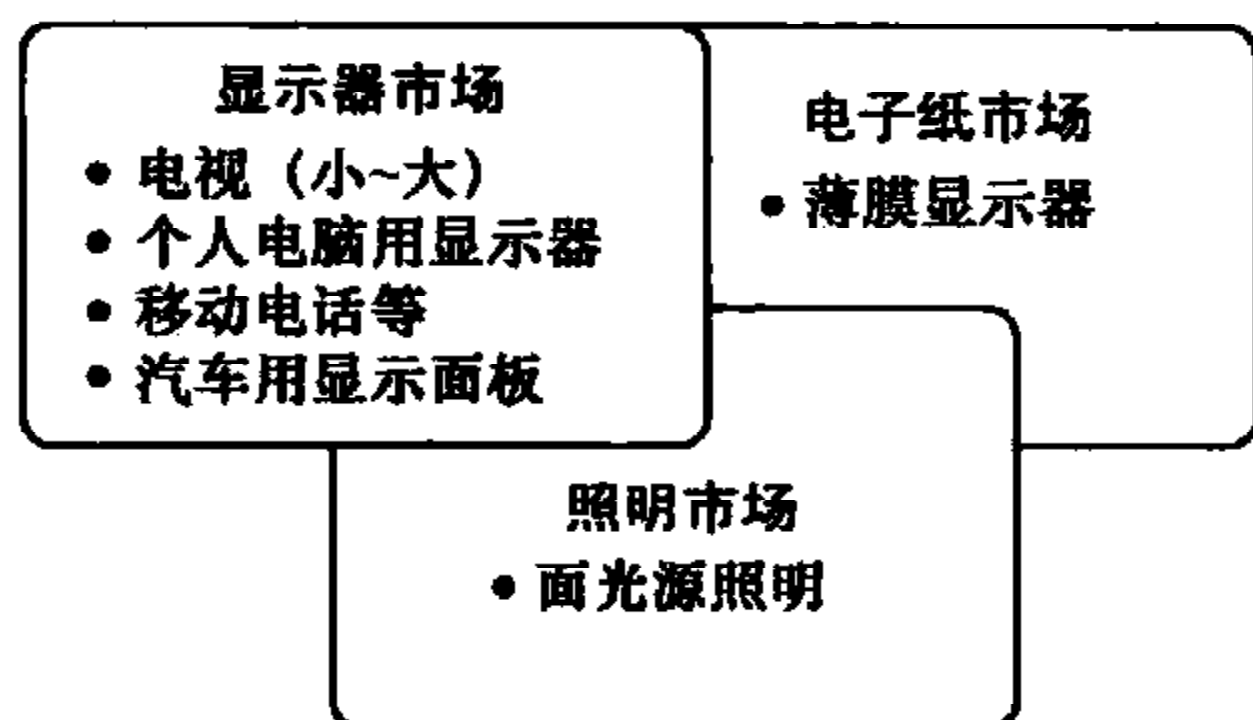 显示器市场
• 电视（小~大）
• 个人电脑用显示器
• 移动电话等
• 汽车用显示面板
电子纸市场
• 薄膜显示器
照明市场
• 面光源照明